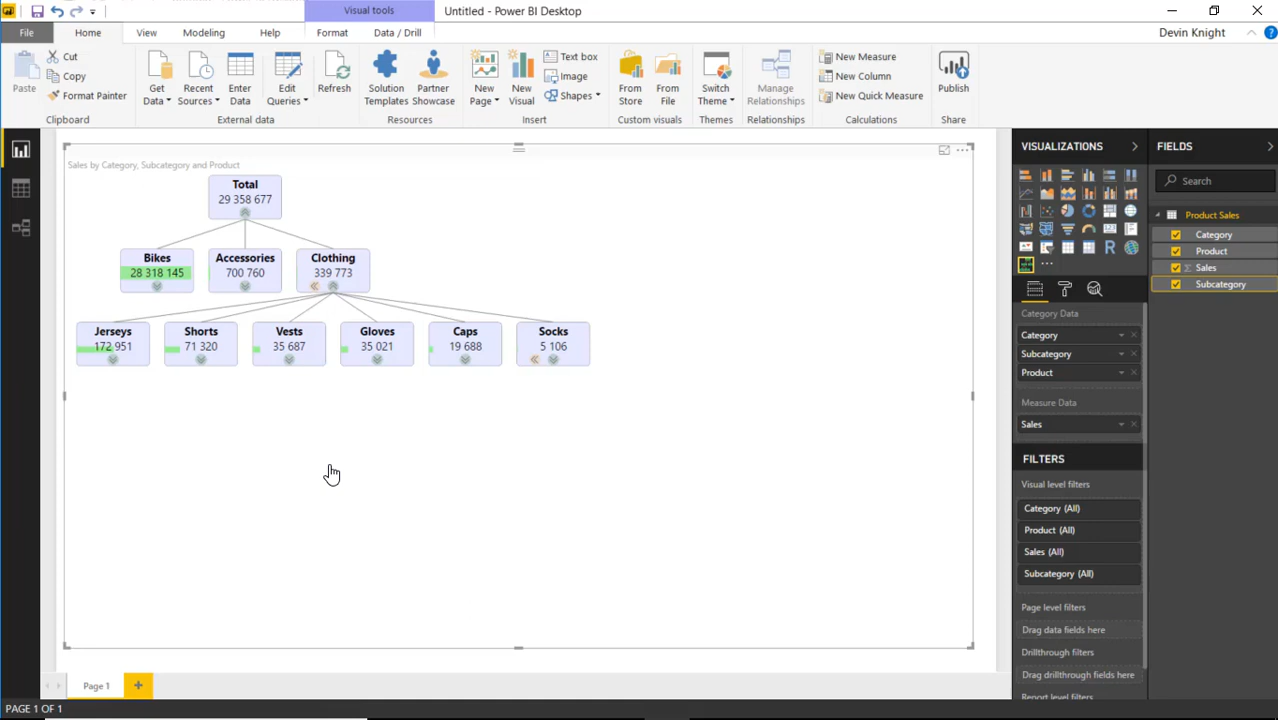 Visual tools
Untitled - Power BI Desktop
File
Home
View
Modeling
Help
Format
Data / Drill
Devin Knight
Paste
Cut
Copy
Format Painter
Clipboard
Get Data
Recent Sources
Enter Data
Edit Queries
Refresh
External data
Solution Templates
Partner Showcase
Resources
New Page
New Visual
Text box
Image
Shapes
Insert
From Store
From File
Custom visuals
Switch Theme
Themes
Manage Relationships
Relationships
New Measure
New Column
New Quick Measure
Calculations
Publish
Share
Sales by Category, Subcategory and Product
Total
29 358 677
Bikes
28 318 145
Accessories
700 760
Clothing
339 773
Jerseys
172 951
Shorts
71 320
Vests
35 687
Gloves
35 021
Caps
19 688
Socks
5 106
VISUALIZATIONS
R
Category Data
Category
Subcategory
Product
Measure Data
Sales
FILTERS
Visual level filters
Category (All)
Product (All)
Sales (All)
Subcategory (All)
Page level filters
Drag data fields here
Drillthrough filters
Drag drillthrough fields here
Report level filters
FIELDS
Search
Product Sales
Category
Product
Σ Sales
Subcategory
Page 1
PAGE 1 OF 1